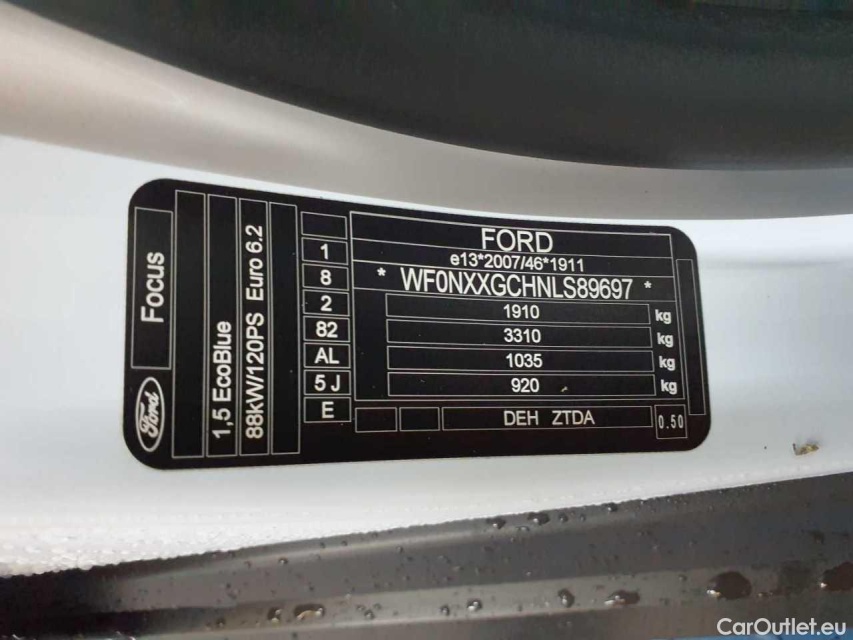 FORD
e13*2007/46*1911
* WF0NXXGCHNLS89697 *
1910 kg
3310 kg
1035 kg
920 kg
DEH ZTDA
0.50
1
8
2
82
AL
5 J
E
Focus
Ford
1,5 EcoBlue
88kW/120PS Euro 6.2
CarOutlet.eu